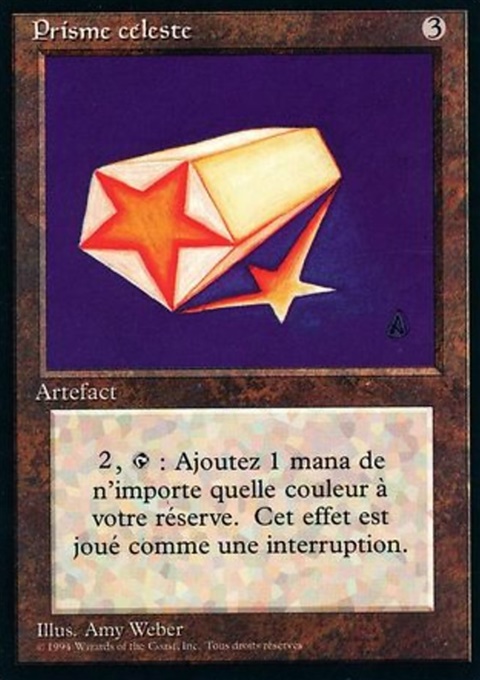 Prisme céleste 3
Artefact
2, : Ajoutez 1 mana de
n'importe quelle couleur à
votre réserve. Cet effet est
joué comme une interruption.
Illus. Amy Weber
© 1994 Wizards of the Coast, Inc. Tous droits réservés